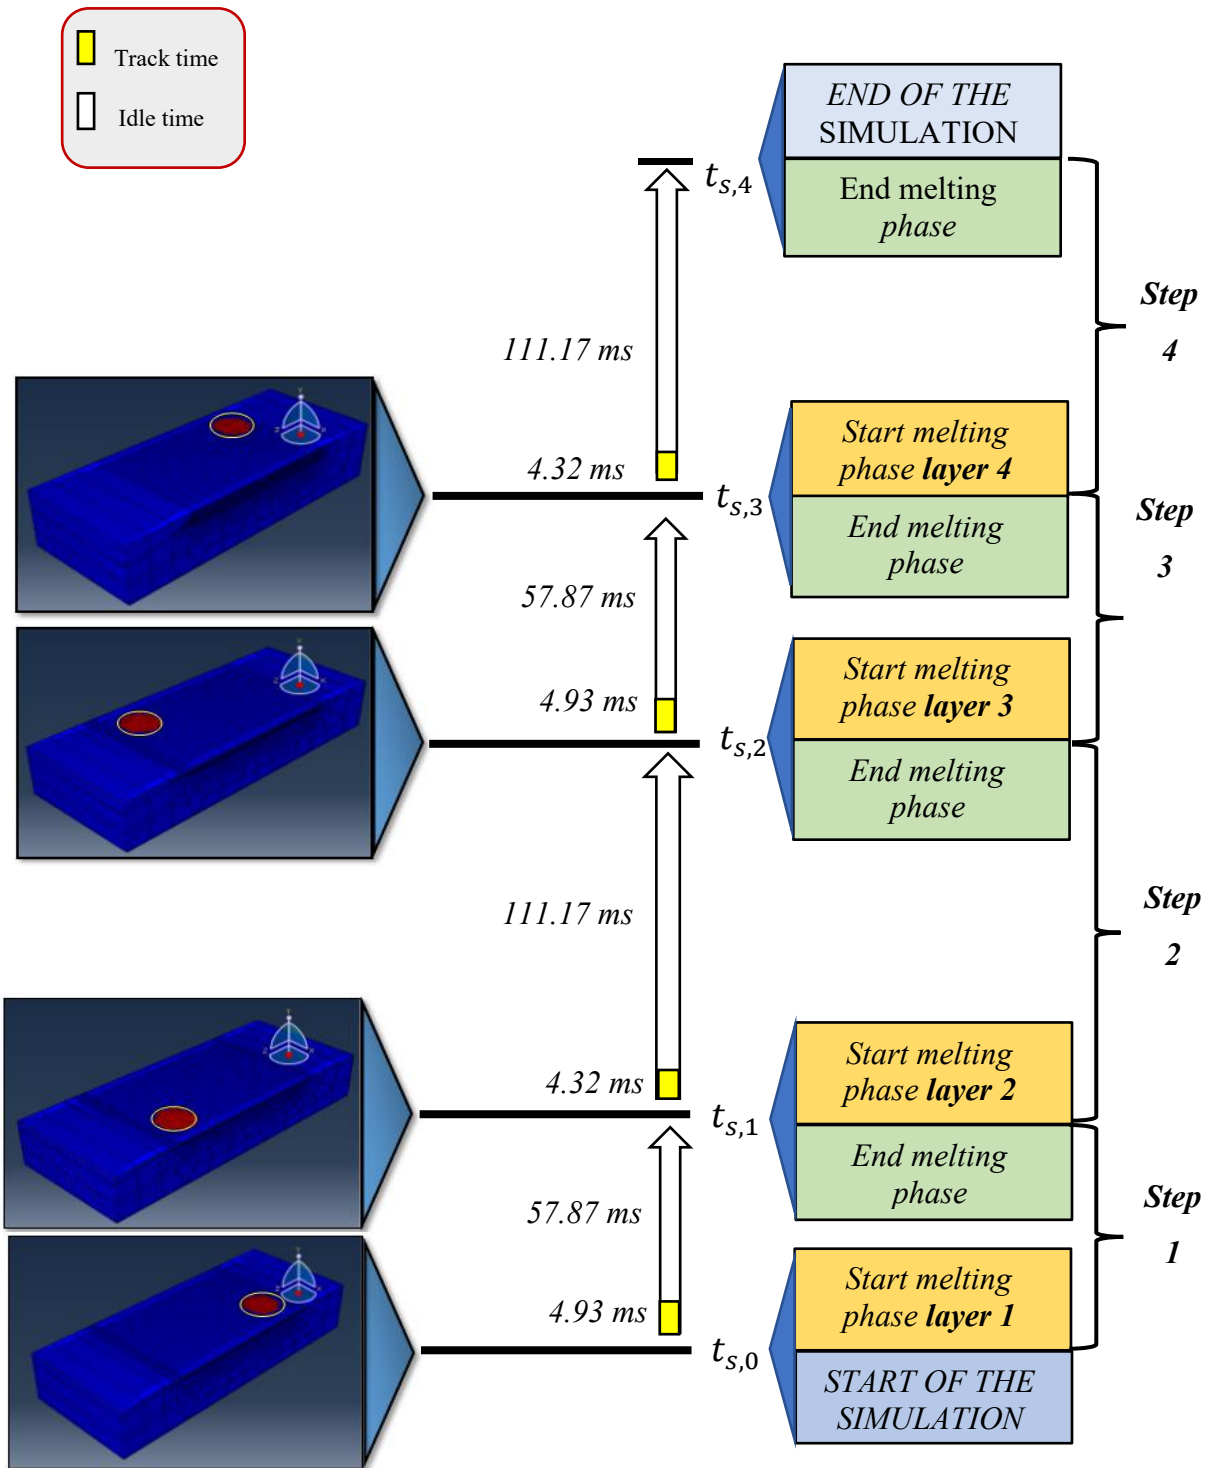 Track time
Idle time
END OF THE
SIMULATION
t_{s,4}
End melting
phase
Step
4
111.17 ms
Start melting
phase layer 4
4.32 ms
t_{s,3}
End melting
phase
Step
3
57.87 ms
Start melting
phase layer 3
4.93 ms
t_{s,2}
End melting
phase
Step
2
111.17 ms
Start melting
phase layer 2
4.32 ms
t_{s,1}
End melting
phase
Step
1
57.87 ms
Start melting
phase layer 1
4.93 ms
t_{s,0}
START OF THE
SIMULATION